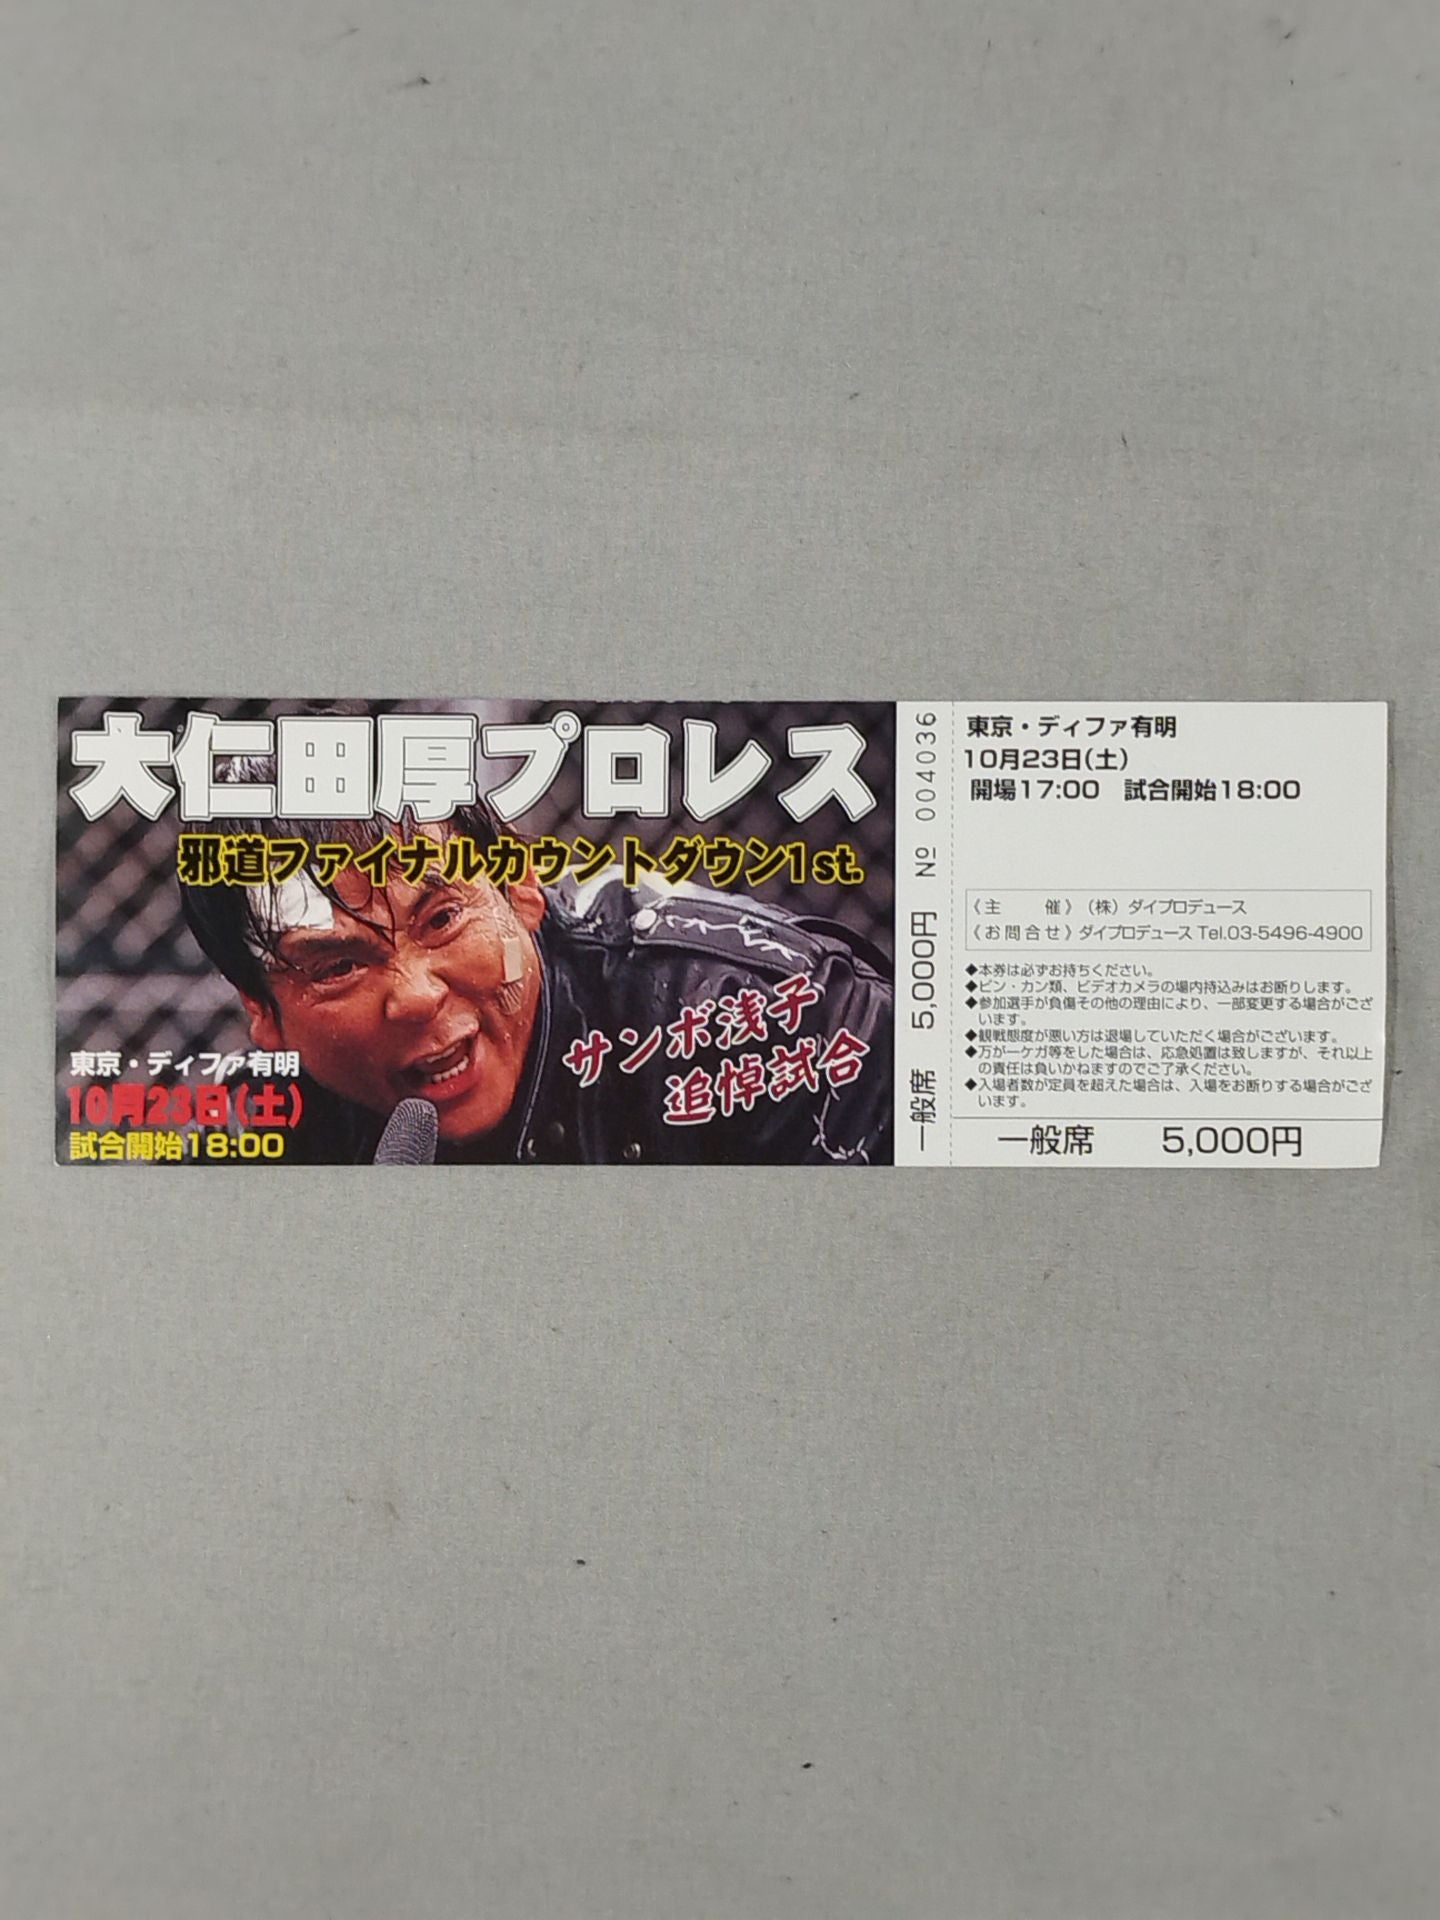 大仁田厚プロレス
邪道ファイナルカウントダウン1st.
サンボ浅子
追悼試合
東京・ディファ有明
10月23日(土)
試合開始18:00
一般席 5,000円 № 004036
東京・ディファ有明
10月23日(土)
開場17:00 試合開始18:00
《主 催》(株)ダイプロデュース
《お問合せ》ダイプロデュース Tel.03-5496-4900
◆本券は必ずお持ちください。
◆ビン・カン類、ビデオカメラの場内持込みはお断りします。
◆参加選手が負傷その他の理由により、一部変更する場合がござ
います。
◆観戦態度が悪い方は退場していただく場合がございます。
◆万が一ケガ等をした場合は、応急処置は致しますが、それ以上
の責任は負いかねますのでご了承ください。
◆入場者数が定員を超えた場合は、入場をお断りする場合がござ
います。
一般席 5,000円